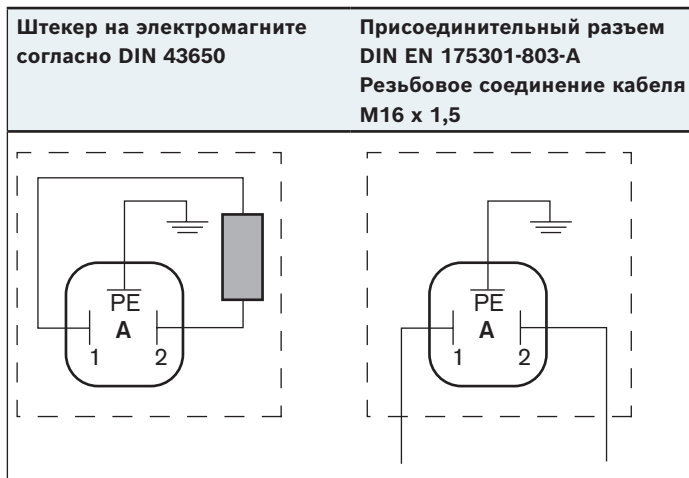 Штекер на электромагните
согласно DIN 43650
Присоединительный разъем
DIN EN 175301-803-A
Резьбовое соединение кабеля
M16 x 1,5
PE
A
1 2
PE
A
1 2